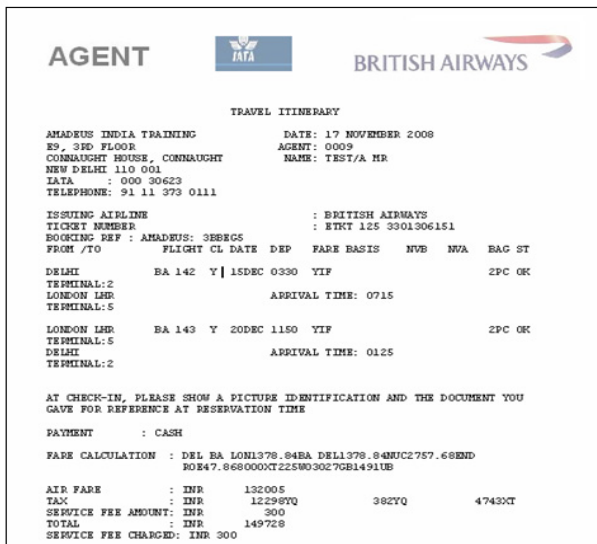 AGENT
IATA
BRITISH AIRWAYS
TRAVEL ITINERARY
AMADEUS INDIA TRAINING DATE: 17 NOVEMBER 2008
E9, 3RD FLOOR AGENT: 0009
CONNAUGHT HOUSE, CONNAUGHT NAME: TEST/A MR
NEW DELHI 110 001
IATA : 000 30623
TELEPHONE: 91 11 373 0111
ISSUING AIRLINE : BRITISH AIRWAYS
TICKET NUMBER : ETKT 125 3301306151
BOOKING REF : AMADEUS: 3BBEG5
FROM /TO FLIGHT CL DATE DEP FARE BASIS NVB NVA BAG ST
DELHI BA 142 Y 15DEC 0330 YIF 2PC OK
TERMINAL:2
LONDON LHR ARRIVAL TIME: 0715
TERMINAL:5
LONDON LHR BA 143 Y 20DEC 1150 YIF 2PC OK
TERMINAL:5
DELHI ARRIVAL TIME: 0125
TERMINAL:2
AT CHECK-IN, PLEASE SHOW A PICTURE IDENTIFICATION AND THE DOCUMENT YOU
GAVE FOR REFERENCE AT RESERVATION TIME
PAYMENT : CASH
FARE CALCULATION : DEL BA LON1378.84BA DEL1378.84NUC2757.68END
ROE47.868000XT225WO3027GB1491UB
AIR FARE : INR 132005
TAX : INR 12298YQ 382YQ 4743XT
SERVICE FEE AMOUNT: INR 300
TOTAL : INR 149728
SERVICE FEE CHARGED: INR 300